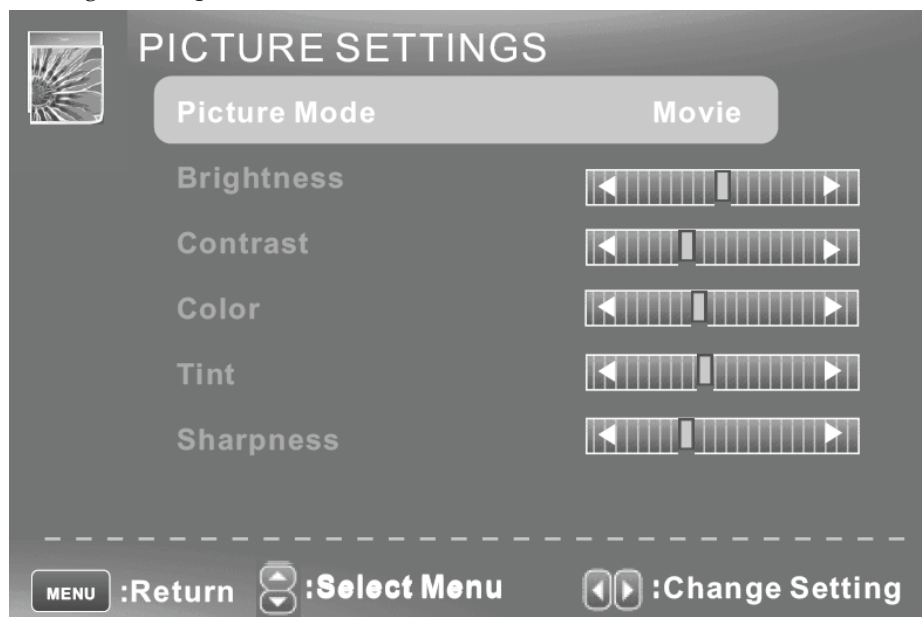 PICTURE SETTINGS
Picture Mode Movie
Brightness
Contrast
Color
Tint
Sharpness
MENU :Return :Select Menu :Change Setting